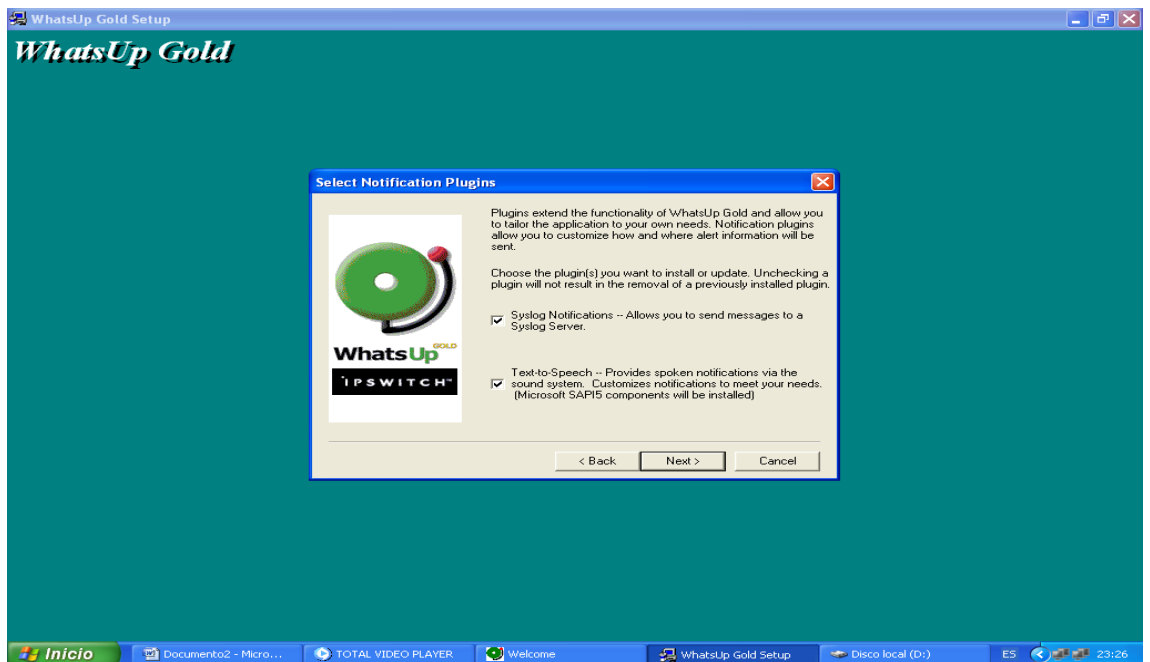 WhatsUp Gold Setup
WhatsUp Gold
Select Notification Plugins
Plugins extend the functionality of WhatsUp Gold and allow you
to tailor the application to your own needs. Notification plugins
allow you to customize how and where alert information will be
sent.
Choose the plugin(s) you want to install or update. Unchecking a
plugin will not result in the removal of a previously installed plugin.
Syslog Notifications -- Allows you to send messages to a
Syslog Server.
Text-to-Speech -- Provides spoken notifications via the
sound system. Customizes notifications to meet your needs.
(Microsoft SAPI5 components will be installed)
WhatsUp GOLD
IPSWITCH
< Back
Next >
Cancel
Inicio
Documento2 - Micro...
TOTAL VIDEO PLAYER
Welcome
WhatsUp Gold Setup
Disco local (D:)
ES
23:26